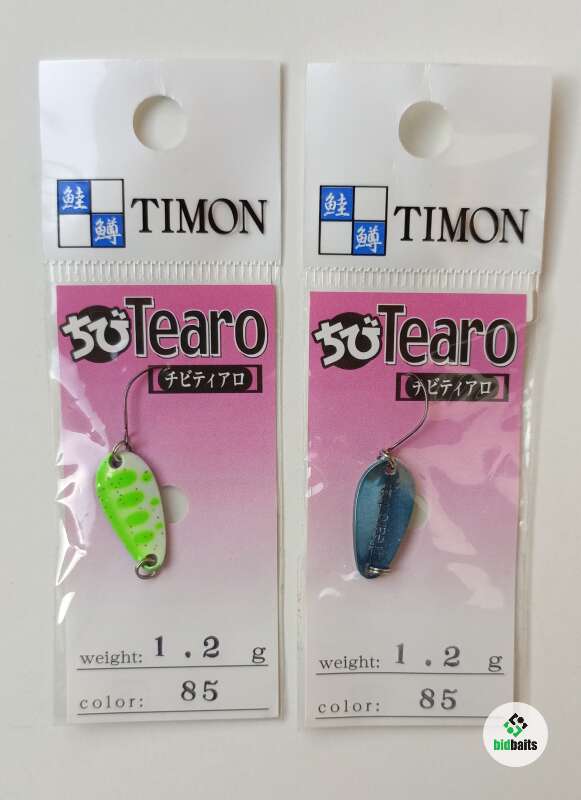 鮭
鱒
TIMON
ちびTearo
チビティアロ
weight: 1.2 g
color: 85
鮭
鱒
TIMON
ちびTearo
チビティアロ
weight: 1.2 g
color: 85
bidbaits